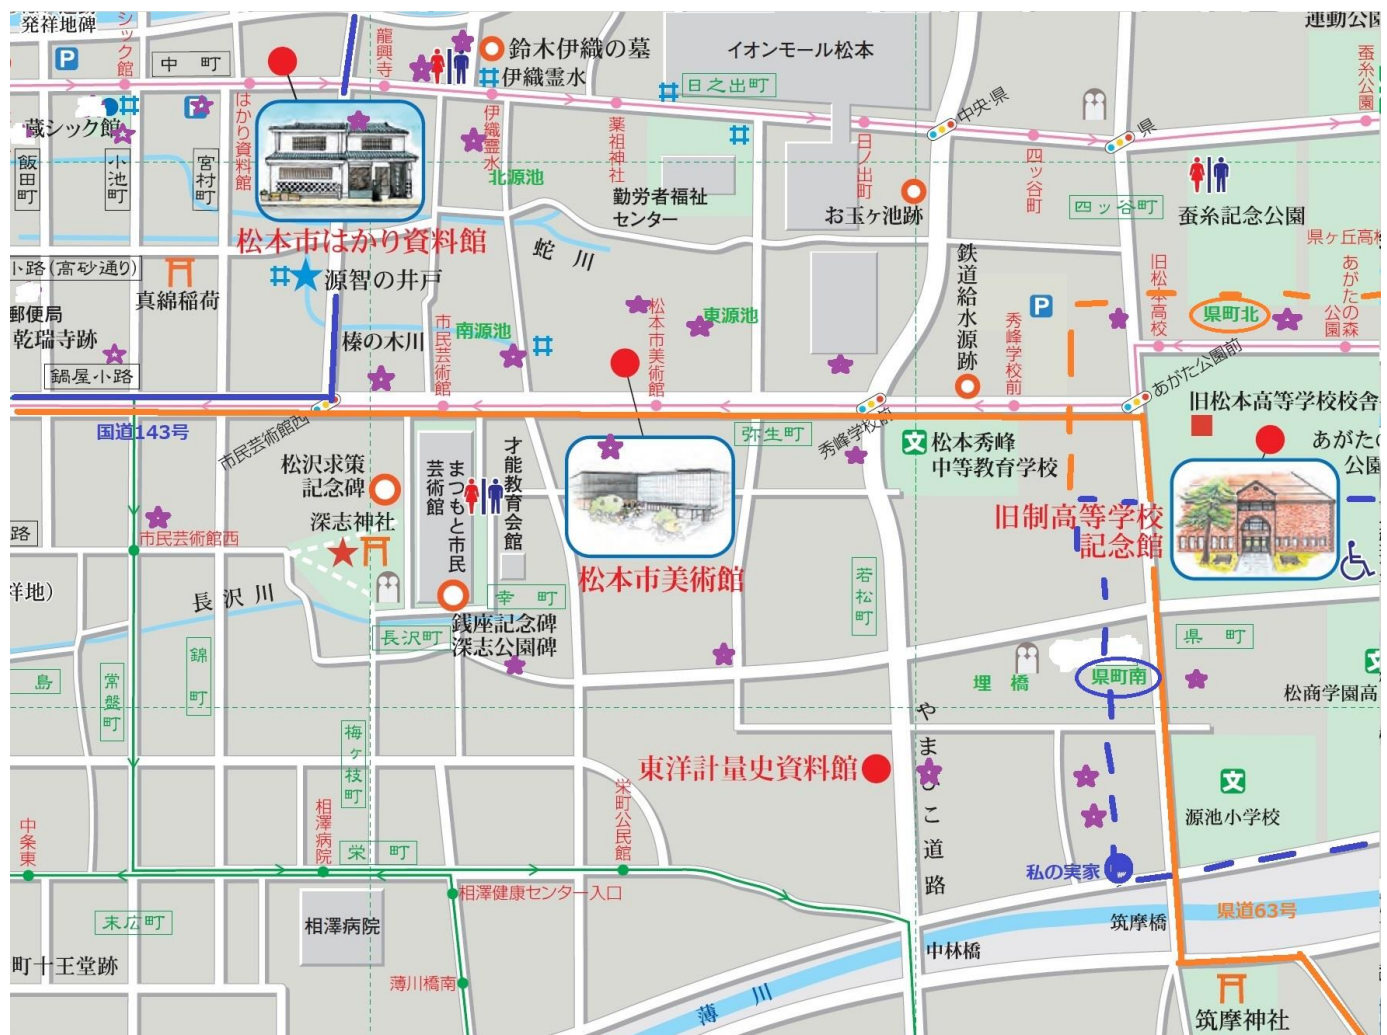 発祥地碑
シック館
中 町
龍興寺
鈴木伊織の墓
伊織霊水
イオンモール松本
日之出町
中央・県
県
運動公園
蚕糸公園
蔵シック館
はかり資料館
伊織霊水
薬祖神社
日ノ出町
四ッ谷町
飯田町
小池町
宮村町
北源池
勤労者福祉
センター
お玉ヶ池跡
四ッ谷町
蚕糸記念公園
松本市はかり資料館
蛇 川
県ヶ丘高校
小路(高砂通り)
源智の井戸
鉄道給水源跡
旧松本高校
あがたの森
公園
真綿稲荷
郵便局
乾瑞寺跡
榛の木川
市民芸術館
南源池
松本市美術館
東源池
秀峰学校前
県町北
鍋屋小路
あがた公園前
国道143号
市民芸術館西
弥生町
秀峰学校前
旧松本高等学校校舎
あがたの
公園
松沢求策
記念碑
まつもと市民
芸術館
才能教育会館
松本秀峰
中等教育学校
深志神社
旧制高等学校
記念館
路
市民芸術館西
松本市美術館
祥地)
長 沢 川
幸 町
若松町
長沢町
銭座記念碑
深志公園碑
県 町
島
常盤町
錦 町
埋 橋
県町南
松商学園高
梅ヶ枝町
やまびこ道路
東洋計量史資料館
中条東
相澤病院
栄 町
栄町公民館
源池小学校
相澤健康センター入口
私の実家
末広町
相澤病院
筑摩橋
県道63号
中林橋
町十王堂跡
薄川橋南
薄 川
筑摩神社